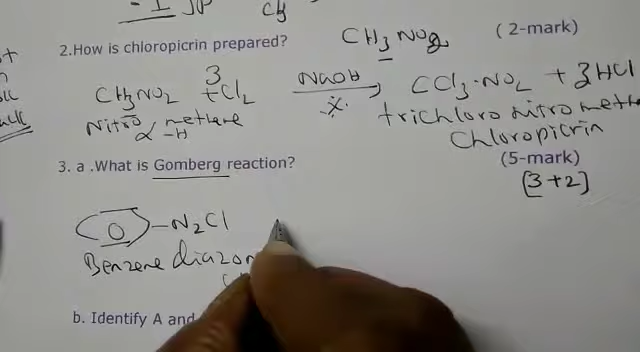 2.How is chloropicrin prepared?
CH3NO2
( 2-mark)
CH3NO2 + 3Cl2 NaOH CCl3.NO2 + 3HCl
Nitro methane
α -H
trichloro nitro metha
Chloropicrin
3. a .What is Gomberg reaction?
(5-mark)
[3+2]
-N2Cl
Benzene diazon
b. Identify A and